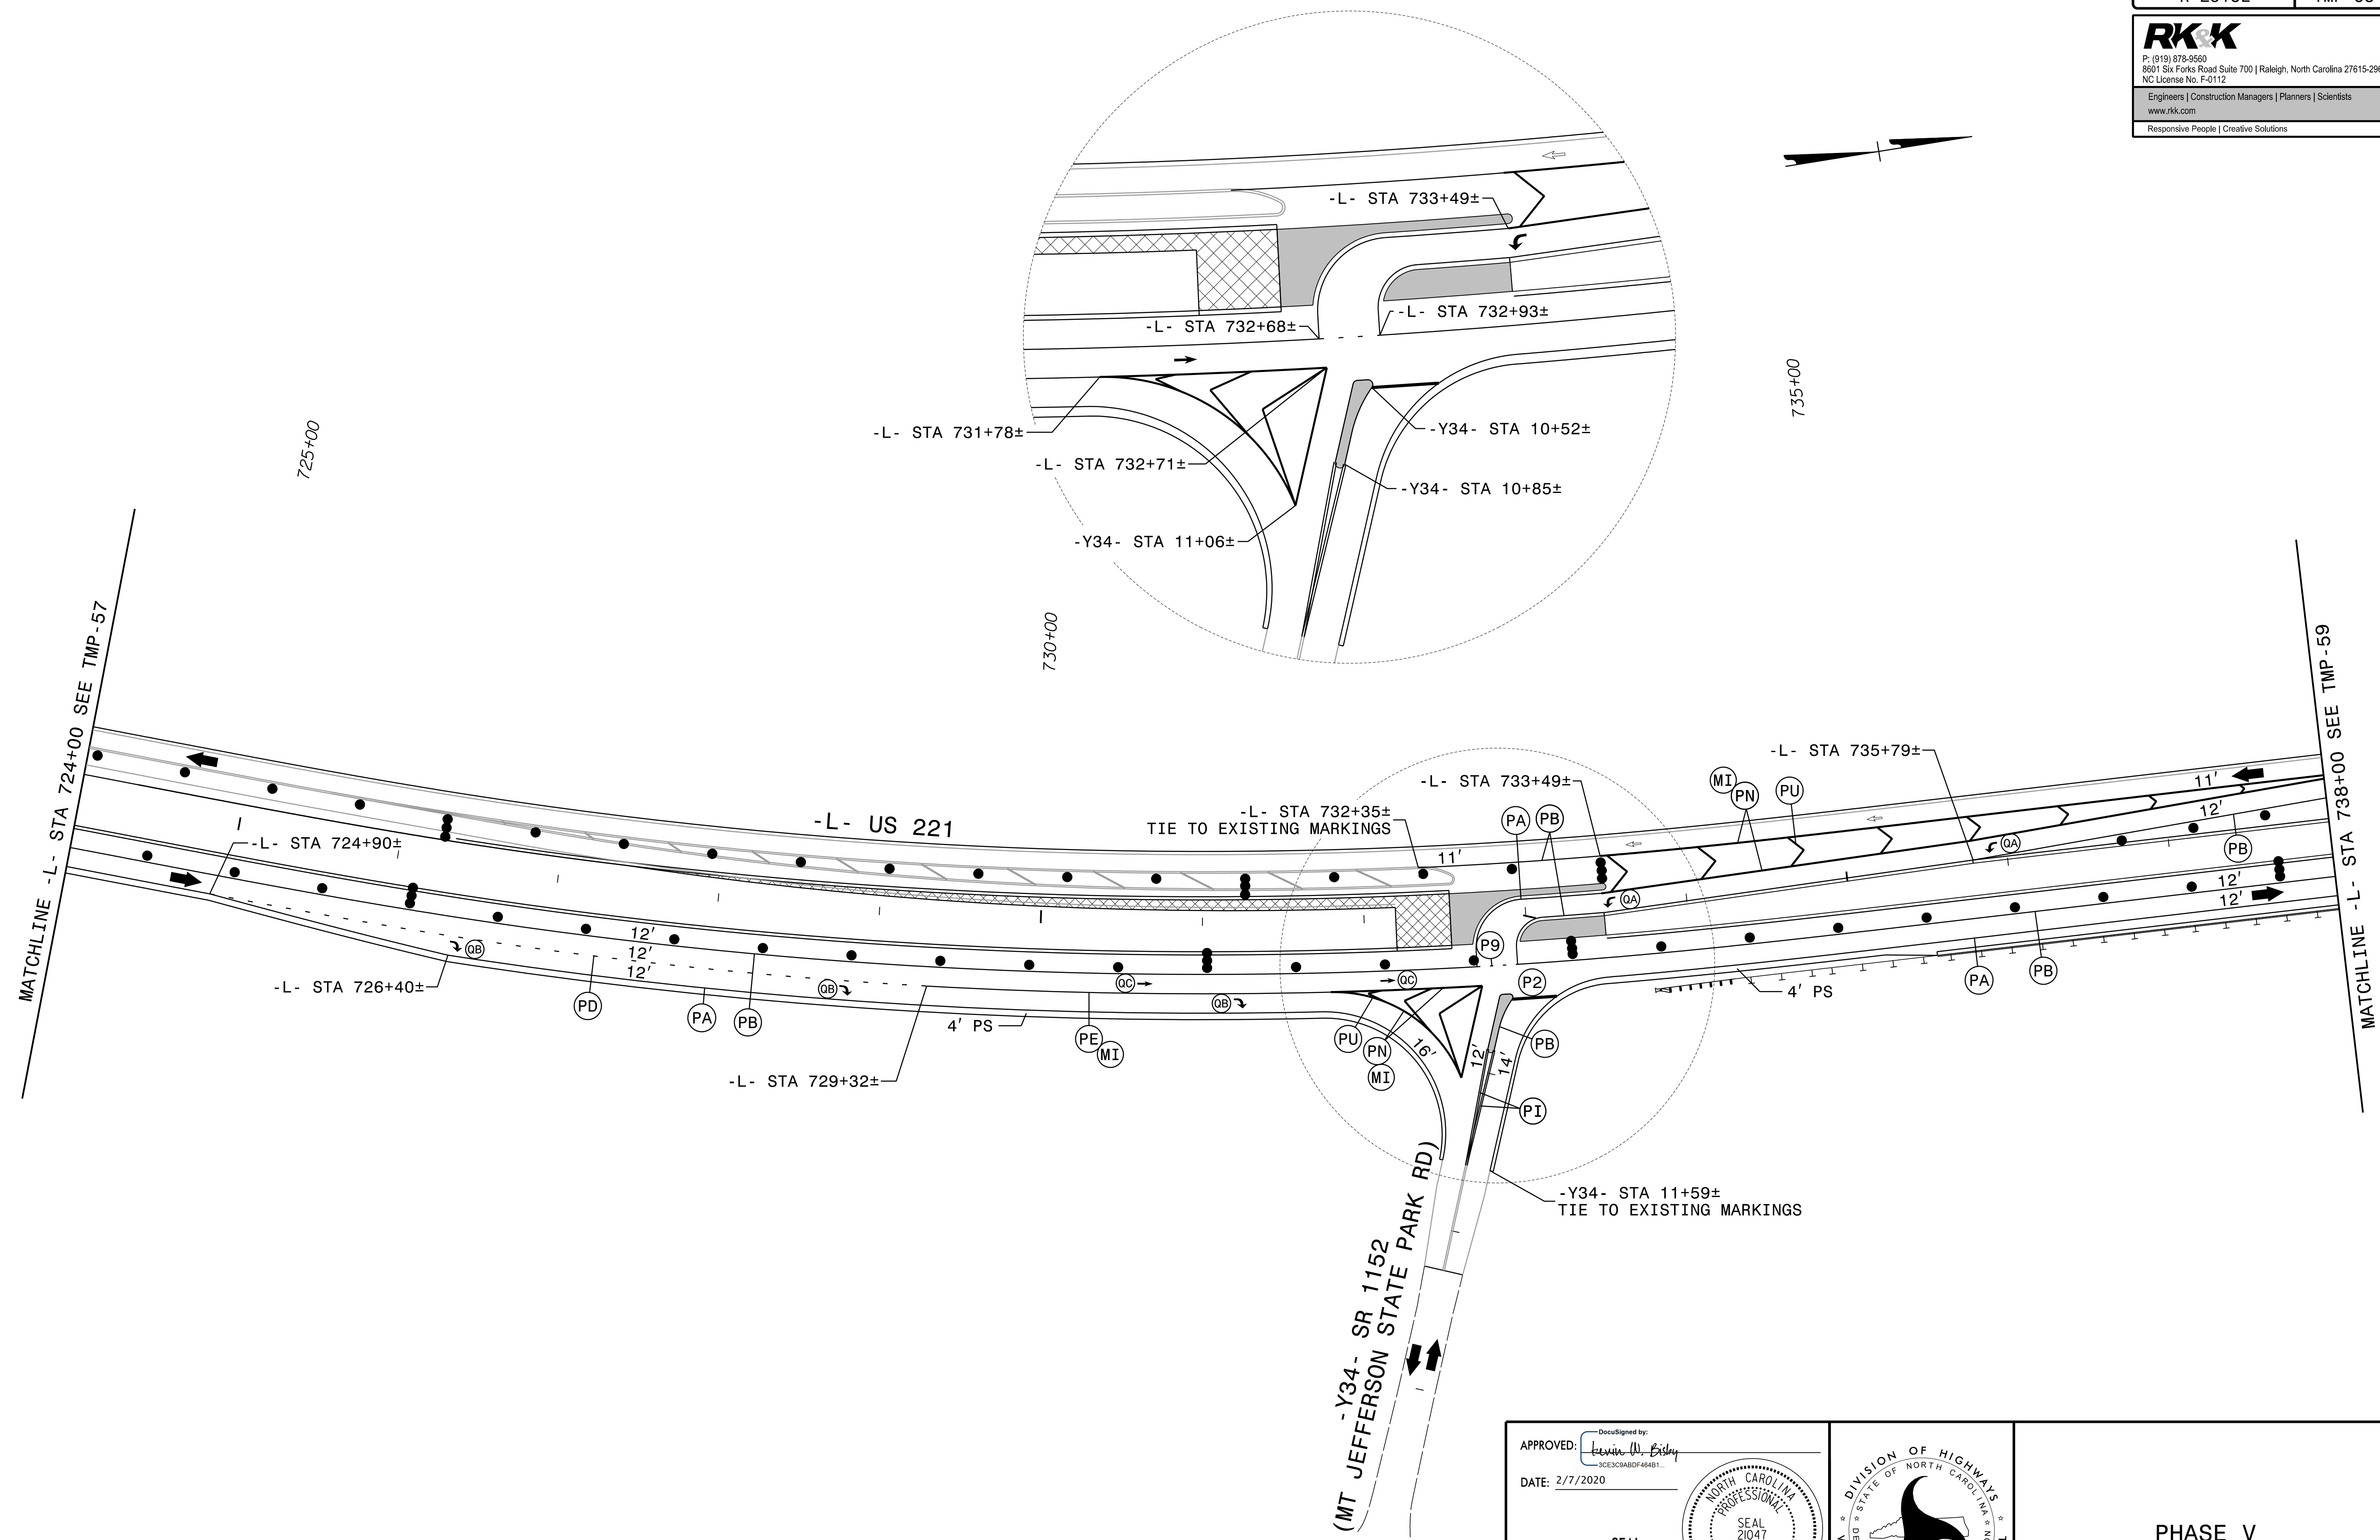 RK&K
P: (919) 878-9560
8601 Six Forks Road Suite 700 | Raleigh, North Carolina
NC License No. F-0112
Engineers | Construction Managers | Planners | Scientists
www.rkk.com
Responsive People | Creative Solutions
-L- STA 733+49±
-L- STA 732+93±
-L- STA 732+68±
-L- STA 731+78±
-L- STA 732+71±
-Y34- STA 10+52±
-Y34- STA 10+85±
-Y34- STA 11+06±
725+00
730+00
735+00
MATCHLINE -L- STA 724+00 SEE TMP-57
MATCHLINE -L- STA 738+00 SEE TMP-59
-L- STA 735+79±
-L- STA 733+49±
-L- STA 732+35±
TIE TO EXISTING MARKINGS
-L- US 221
-L- STA 724+90±
-L- STA 726+40±
-L- STA 729+32±
11'
11'
12'
12'
12'
12'
12'
12'
MI
PN
PU
PA
PB
QA
QA
PB
QB
QB
QB
QC
QC
P9
P2
PD
PA
PB
4' PS
PE
MI
PU
PN
MI
16'
12'
14'
PB
PI
4' PS
PA
PB
-Y34- STA 11+59±
TIE TO EXISTING MARKINGS
-Y34- SR 1152
(MT JEFFERSON STATE PARK RD)
APPROVED:
DocuSigned by:
Kevin W. Bisby
3CE3C9ABDF464B1...
DATE: 2/7/2020
NORTH CAROLINA
PROFESSIONAL
SEAL
21047
DIVISION OF HIGHWAYS
STATE OF NORTH CAROLINA
PHASE V